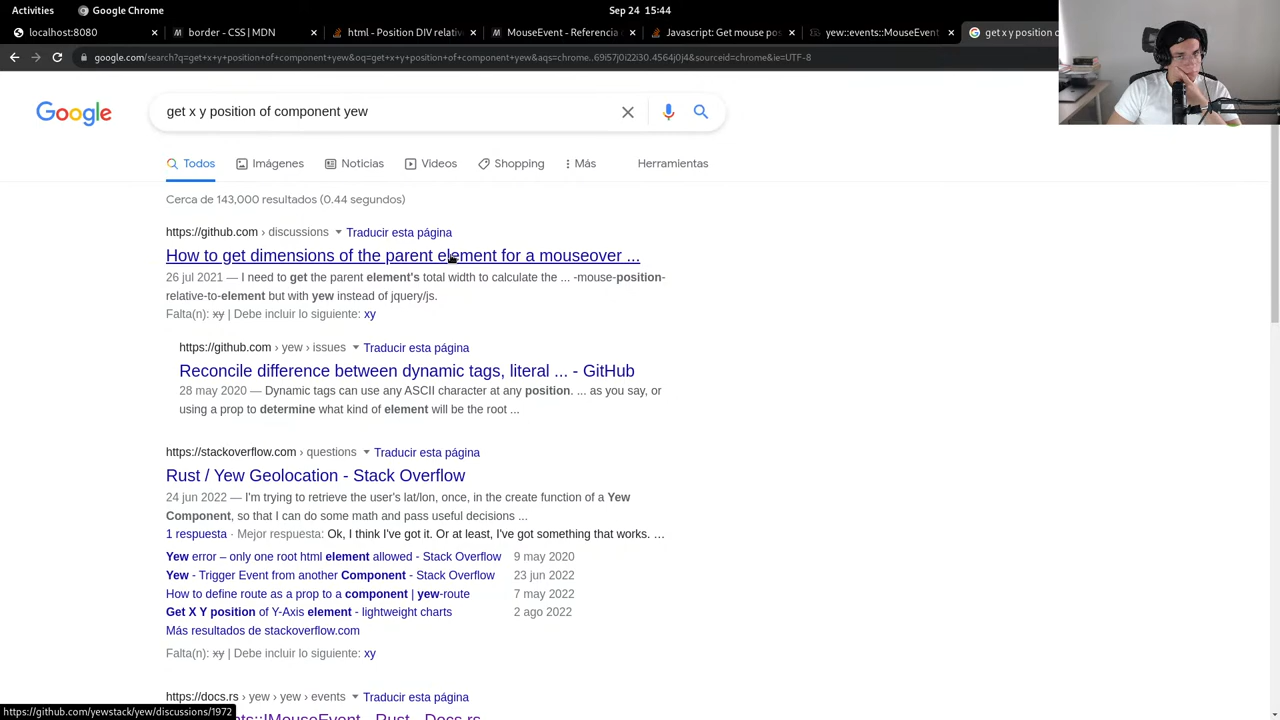 Activities
Google Chrome
Sep 24 15:44
localhost:8080
border - CSS | MDN
html - Position DIV relati
MouseEvent - Referencia
Javascript: Get mouse pos
yew::events::MouseEvent
get x y position o
google.com/search?q=get+x+y+position+of+component+yew&oq=get+x+y+position+of+component+yew&aqs=chrome..69i57j0i22i30.4564j0j4&sourceid=chrome&ie=UTF-8
Google
get x y position of component yew
Todos
Imágenes
Noticias
Videos
Shopping
Más
Herramientas
Cerca de 143,000 resultados (0.44 segundos)
https://github.com › discussions
Traducir esta página
How to get dimensions of the parent element for a mouseover ...
26 jul 2021 — I need to get the parent element's total width to calculate the ... -mouse-position-
relative-to-element but with yew instead of jquery/js.
Falta(n): xy | Debe incluir lo siguiente: xy
https://github.com › yew › issues
Traducir esta página
Reconcile difference between dynamic tags, literal ... - GitHub
28 may 2020 — Dynamic tags can use any ASCII character at any position. ... as you say, or
using a prop to determine what kind of element will be the root ...
https://stackoverflow.com › questions
Traducir esta página
Rust / Yew Geolocation - Stack Overflow
24 jun 2022 — I'm trying to retrieve the user's lat/lon, once, in the create function of a Yew
Component, so that I can do some math and pass useful decisions ...
1 respuesta · Mejor respuesta: Ok, I think I've got it. Or at least, I've got something that works. ...
Yew error – only one root html element allowed - Stack Overflow
9 may 2020
Yew - Trigger Event from another Component - Stack Overflow
23 jun 2022
How to define route as a prop to a component | yew-route
7 may 2022
Get X Y position of Y-Axis element - lightweight charts
2 ago 2022
Más resultados de stackoverflow.com
Falta(n): xy | Debe incluir lo siguiente: xy
https://docs.rs › yew › yew › events
Traducir esta página
nts::IMouseEvent - Rust - Docs.rs
https://github.com/yewstack/yew/discussions/1972